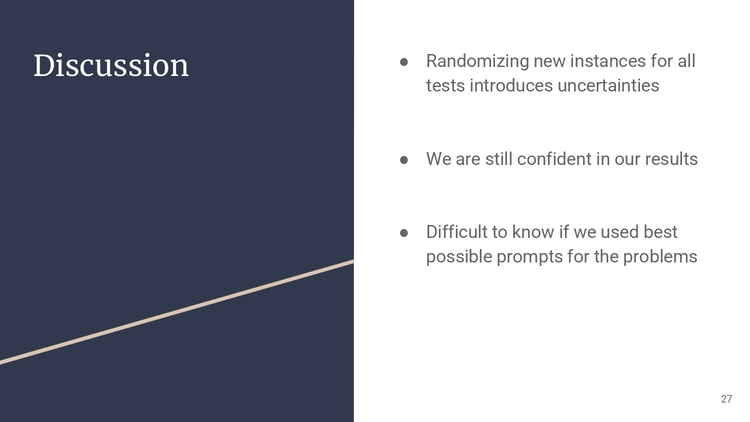 Discussion
● Randomizing new instances for all
tests introduces uncertainties
● We are still confident in our results
● Difficult to know if we used best
possible prompts for the problems
27